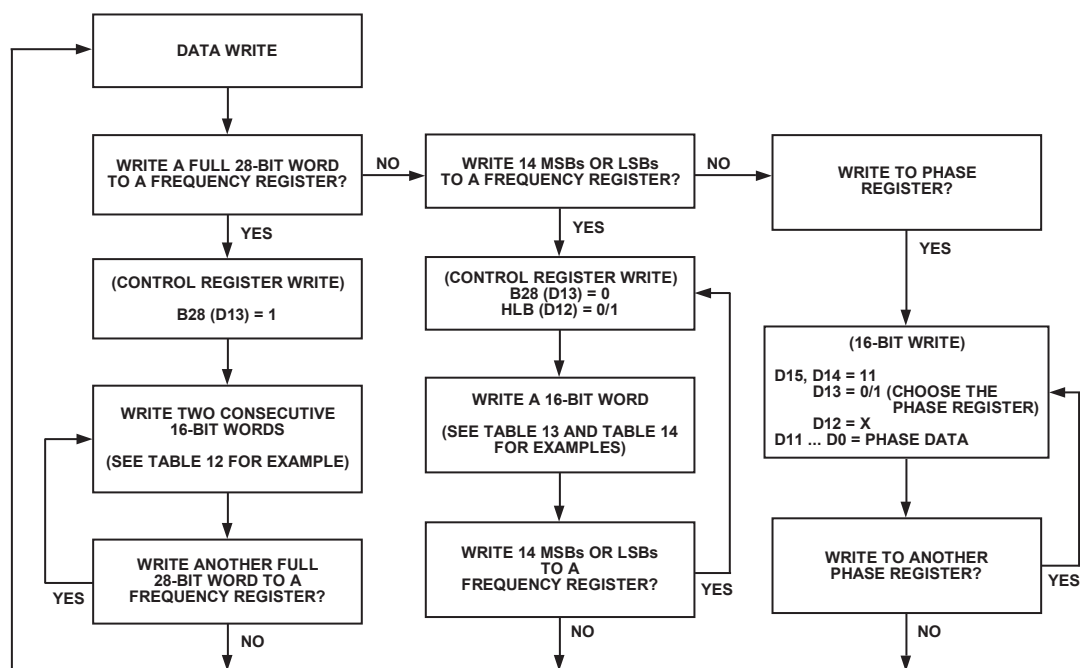 DATA WRITE
WRITE A FULL 28-BIT WORD
TO A FREQUENCY REGISTER?
NO
WRITE 14 MSBs OR LSBs
TO A FREQUENCY REGISTER?
NO
WRITE TO PHASE
REGISTER?
YES
YES
YES
(CONTROL REGISTER WRITE)
B28 (D13) = 1
(CONTROL REGISTER WRITE)
B28 (D13) = 0
HLB (D12) = 0/1
(16-BIT WRITE)
D15, D14 = 11
D13 = 0/1 (CHOOSE THE
PHASE REGISTER)
D12 = X
D11 ... D0 = PHASE DATA
WRITE TWO CONSECUTIVE
16-BIT WORDS
(SEE TABLE 12 FOR EXAMPLE)
WRITE A 16-BIT WORD
(SEE TABLE 13 AND TABLE 14
FOR EXAMPLES)
WRITE ANOTHER FULL
28-BIT WORD TO A
FREQUENCY REGISTER?
YES
NO
WRITE 14 MSBs OR LSBs
TO A
FREQUENCY REGISTER?
YES
NO
WRITE TO ANOTHER
PHASE REGISTER?
YES
NO